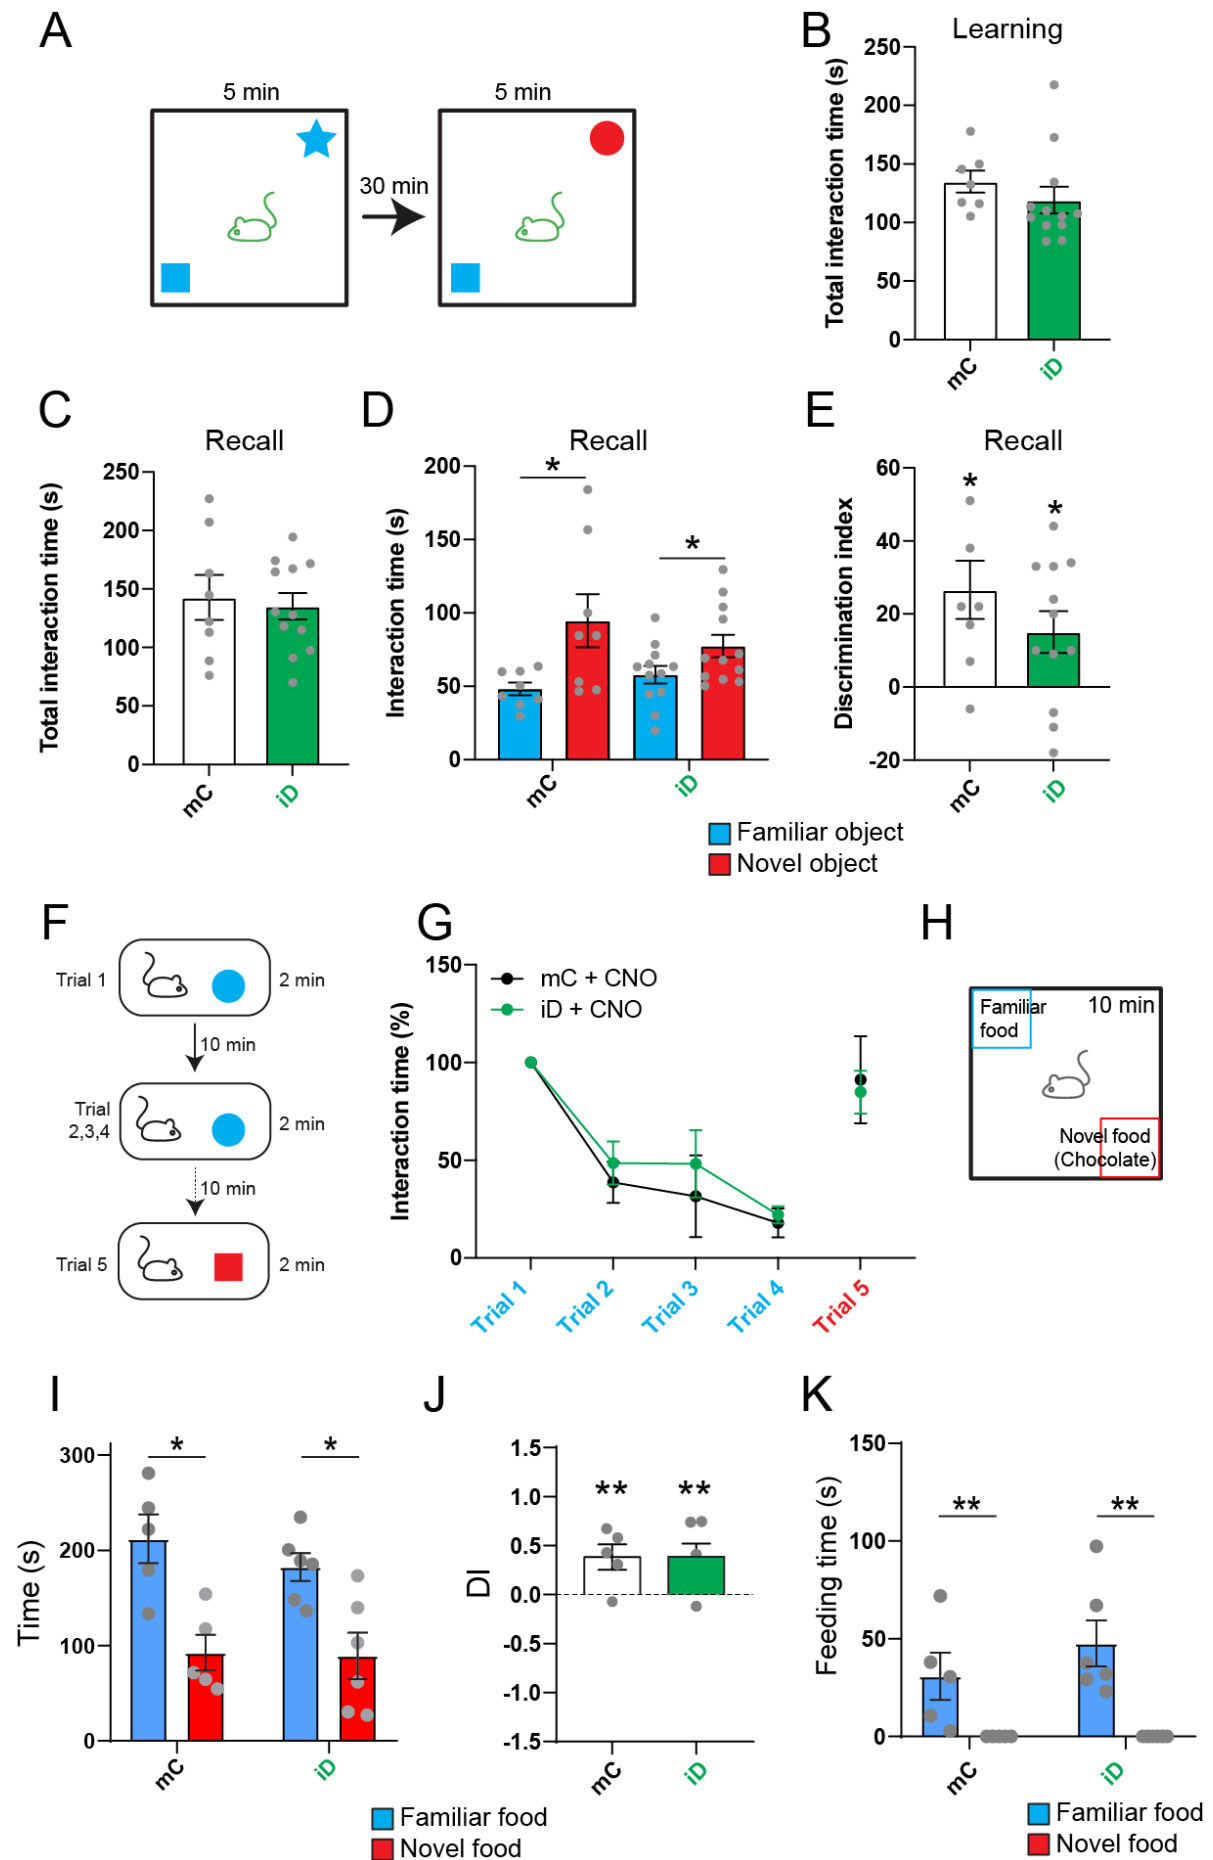 A
5 min
5 min
30 min
B
Learning
Total interaction time (s)
250
200
150
100
50
0
mC
iD
C
Recall
Total interaction time (s)
250
200
150
100
50
0
mC
iD
D
Recall
Interaction time (s)
200
150
100
50
0
*
*
mC
iD
Familiar object
Novel object
E
Recall
Discrimination index
60
40
20
0
-20
*
*
mC
iD
F
Trial 1
2 min
10 min
Trial
2,3,4
2 min
10 min
Trial 5
2 min
G
Interaction time (%)
150
100
50
0
mC + CNO
iD + CNO
Trial 1
Trial 2
Trial 3
Trial 4
Trial 5
H
Familiar
food
10 min
Novel food
(Chocolate)
I
Time (s)
300
200
100
0
*
*
mC
iD
Familiar food
Novel food
J
DI
1.5
1.0
0.5
0.0
-0.5
-1.0
-1.5
**
**
mC
iD
K
Feeding time (s)
150
100
50
0
**
**
mC
iD
Familiar food
Novel food